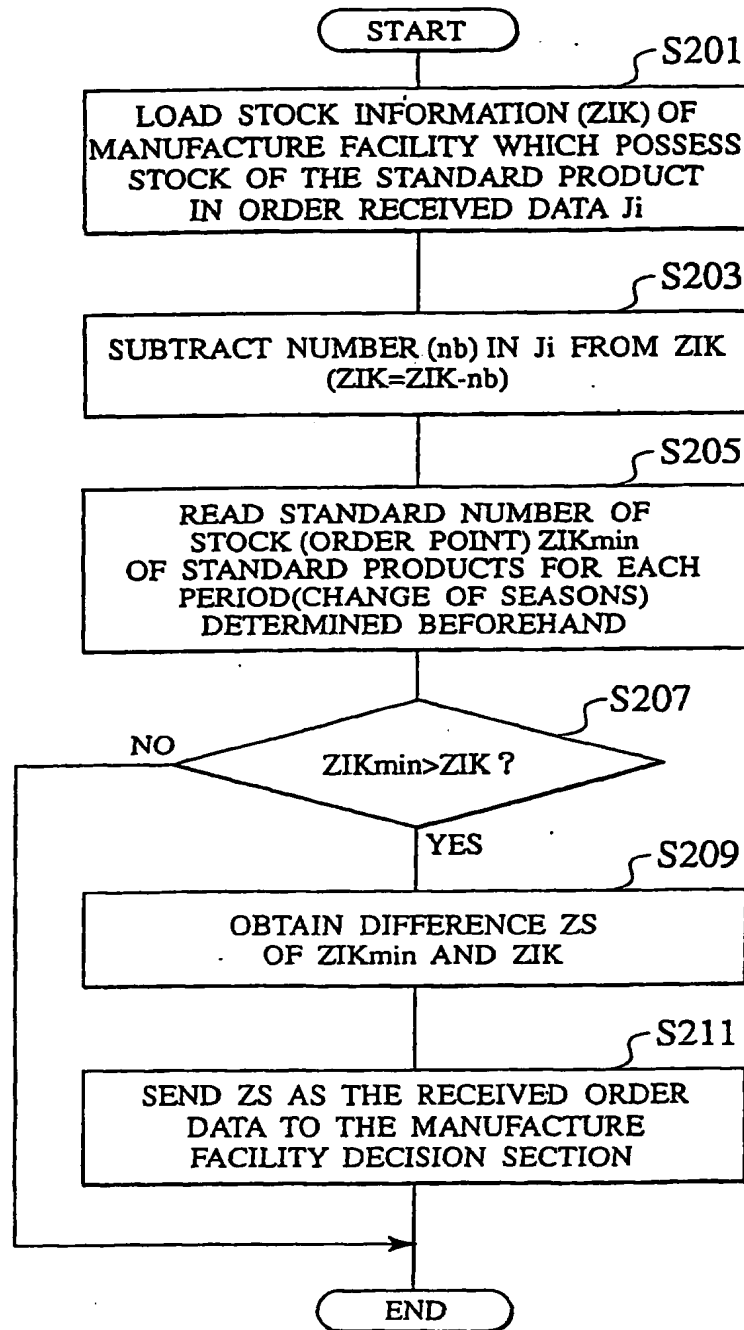 START
S201
LOAD STOCK INFORMATION (ZIK) OF
MANUFACTURE FACILITY WHICH POSSESS
STOCK OF THE STANDARD PRODUCT
IN ORDER RECEIVED DATA Ji
S203
SUBTRACT NUMBER (nb) IN Ji FROM ZIK
(ZIK=ZIK-nb)
S205
READ STANDARD NUMBER OF
STOCK (ORDER POINT) ZIKmin
OF STANDARD PRODUCTS FOR EACH
PERIOD(CHANGE OF SEASONS)
DETERMINED BEFOREHAND
S207
NO
ZIKmin>ZIK ?
YES
S209
OBTAIN DIFFERENCE ZS
OF ZIKmin AND ZIK
S211
SEND ZS AS THE RECEIVED ORDER
DATA TO THE MANUFACTURE
FACILITY DECISION SECTION
END